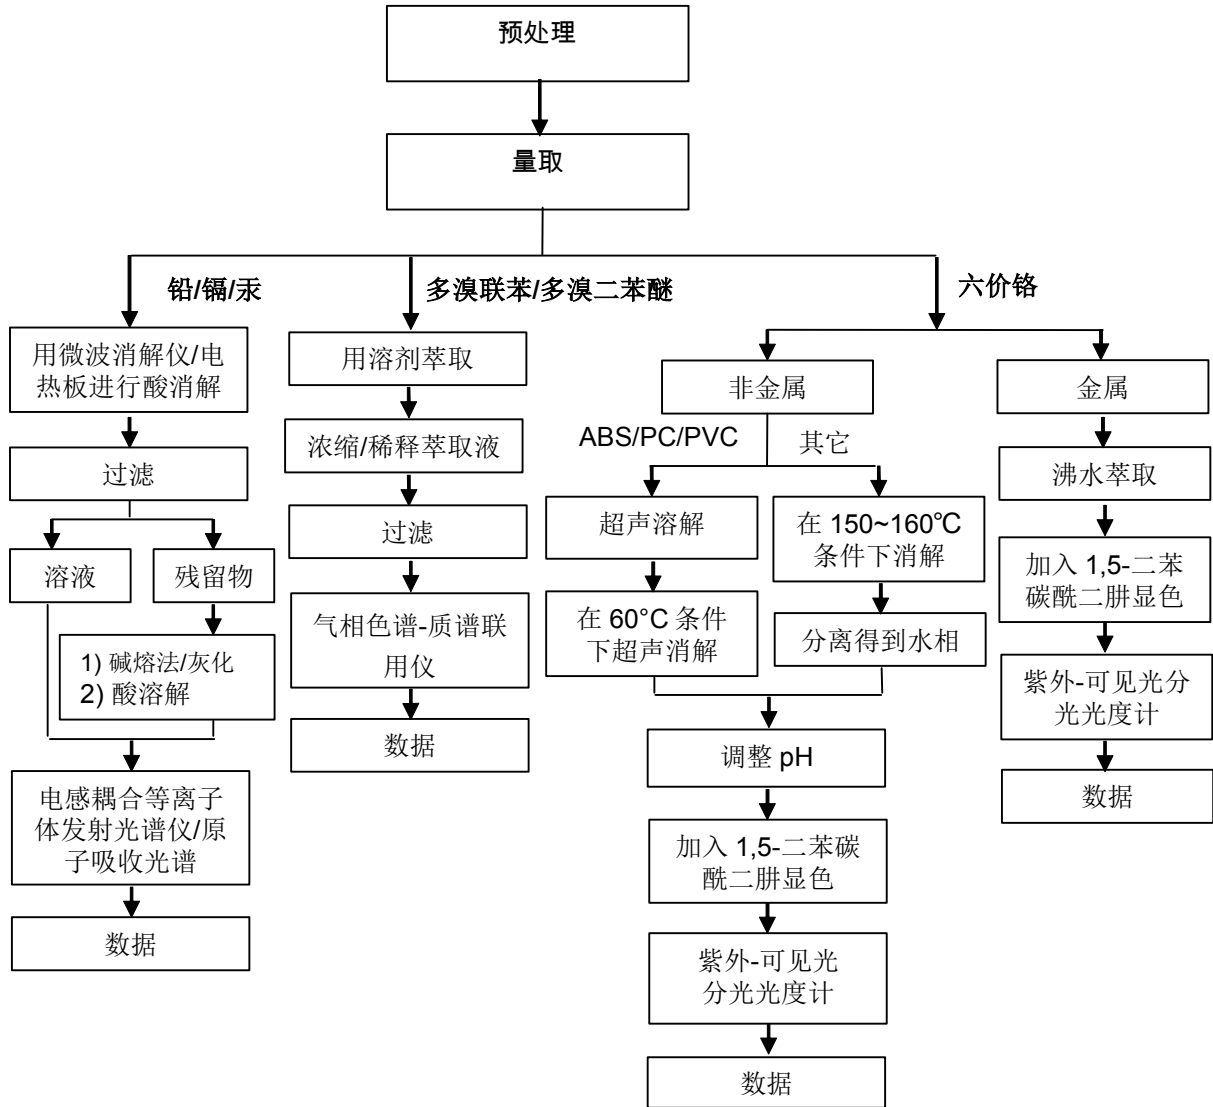 预处理
量取
铅/镉/汞
多溴联苯/多溴二苯醚
六价铬
用微波消解仪/电
热板进行酸消解
过滤
溶液
残留物
1) 碱熔法/灰化
2) 酸溶解
电感耦合等离子
体发射光谱仪/原
子吸收光谱
数据
用溶剂萃取
浓缩/稀释萃取液
过滤
气相色谱-质谱联
用仪
数据
非金属
ABS/PC/PVC
其它
超声溶解
在 60°C 条件
下超声消解
在 150~160℃
条件下消解
分离得到水相
调整 pH
加入 1,5-二苯碳
酰二肼显色
紫外-可见光
分光光度计
数据
金属
沸水萃取
加入 1,5-二苯
碳酰二肼显色
紫外-可见光分
光光度计
数据